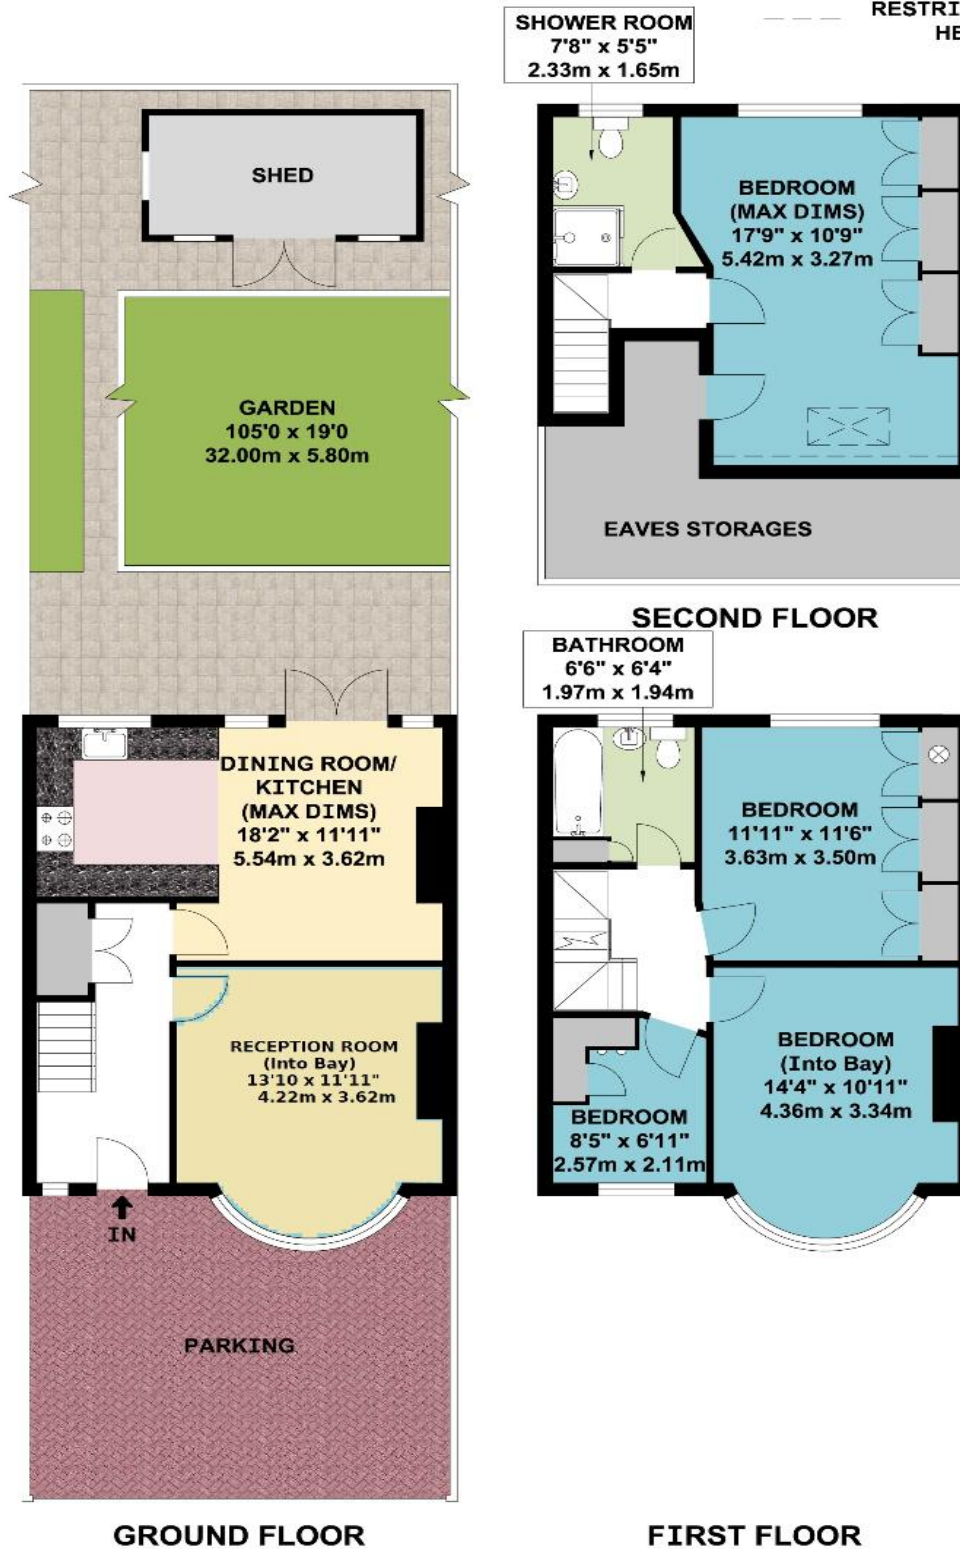 RESTRI
HE
SHOWER ROOM
7'8" x 5'5"
2.33m x 1.65m
SHED
BEDROOM
(MAX DIMS)
17'9" x 10'9"
5.42m x 3.27m
GARDEN
105'0 x 19'0
32.00m x 5.80m
EAVES STORAGES
SECOND FLOOR
BATHROOM
6'6" x 6'4"
1.97m x 1.94m
DINING ROOM/
KITCHEN
(MAX DIMS)
18'2" x 11'11"
5.54m x 3.62m
BEDROOM
11'11" x 11'6"
3.63m x 3.50m
RECEPTION ROOM
(Into Bay)
13'10 x 11'11"
4.22m x 3.62m
BEDROOM
(Into Bay)
14'4" x 10'11"
4.36m x 3.34m
BEDROOM
8'5" x 6'11"
2.57m x 2.11m
IN
PARKING
GROUND FLOOR
FIRST FLOOR